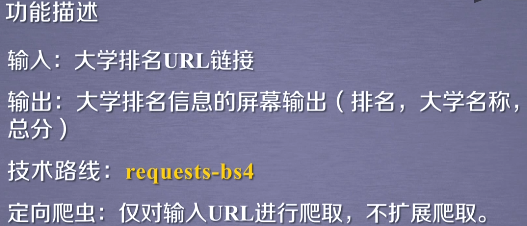 功能描述
输入：大学排名URL链接
输出：大学排名信息的屏幕输出（排名，大学名称，
总分）
技术路线：requests-bs4
定向爬虫：仅对输入URL进行爬取，不扩展爬取。